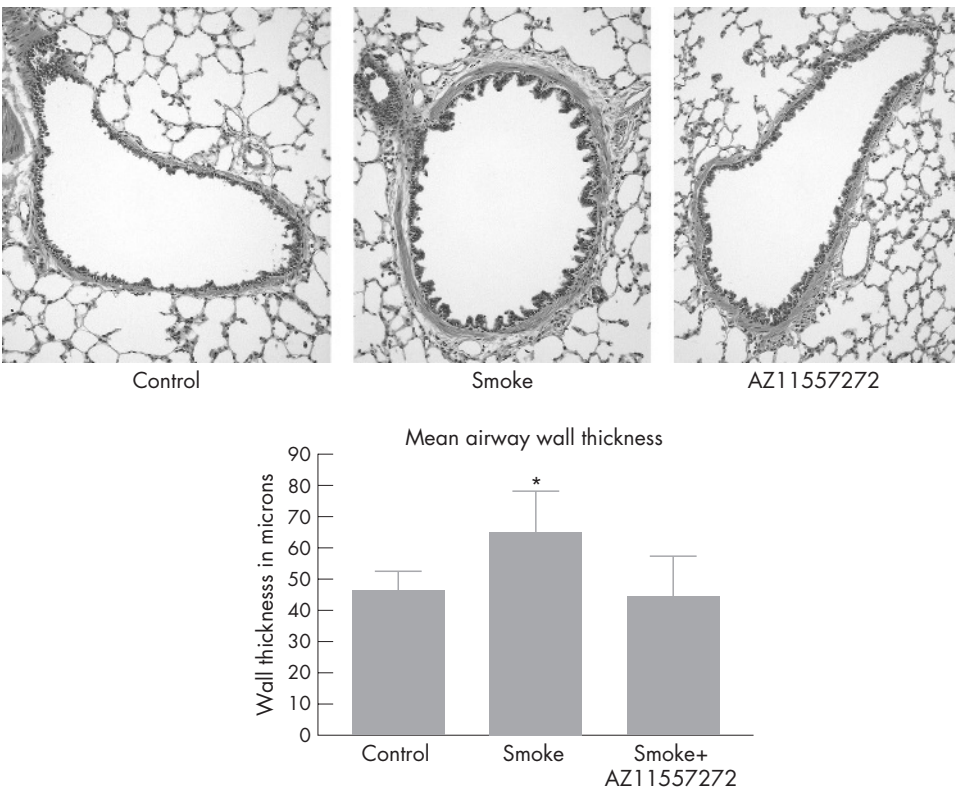 Control
Smoke
AZ11557272
Mean airway wall thickness
Wall thicknesss in microns
90
80
70
60
50
40
30
20
10
0
*
Control
Smoke
Smoke+
AZ11557272